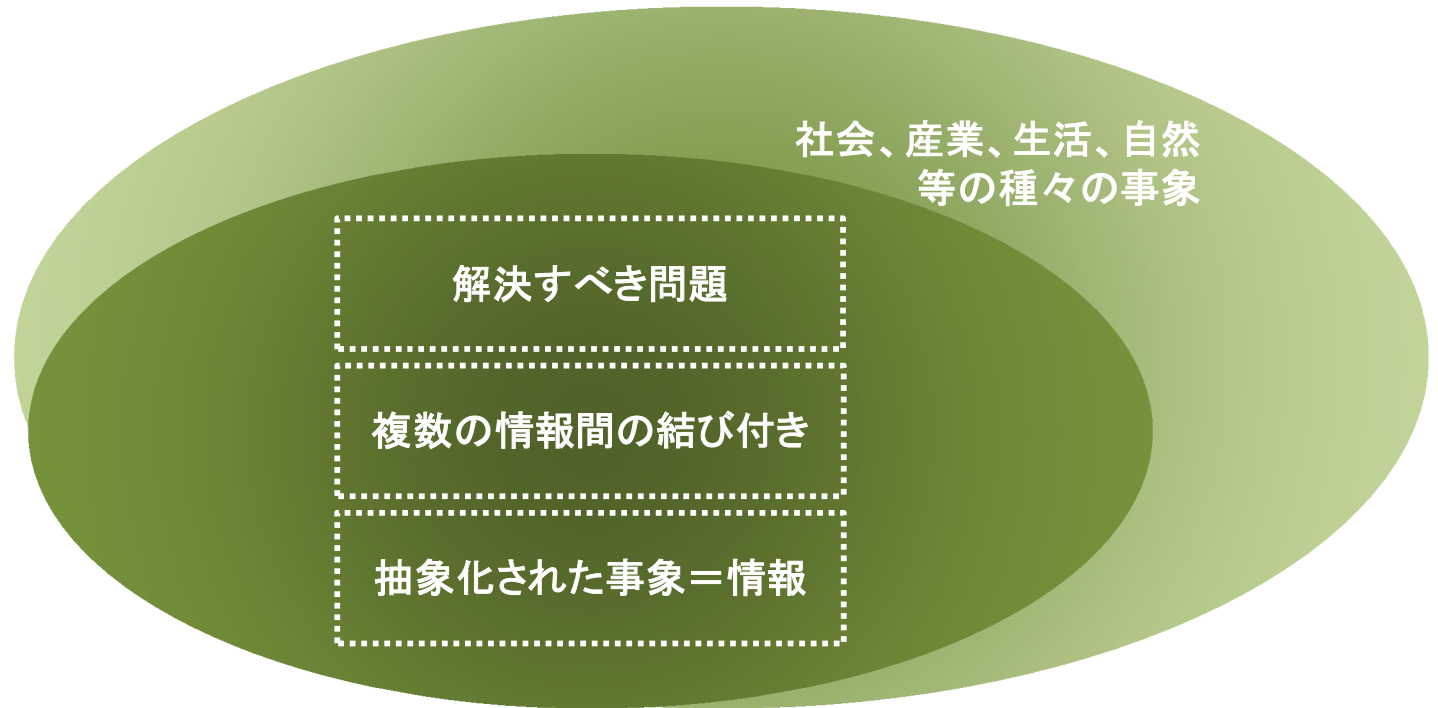 社会、産業、生活、自然
等の種々の事象
解決すべき問題
複数の情報間の結び付き
抽象化された事象＝情報